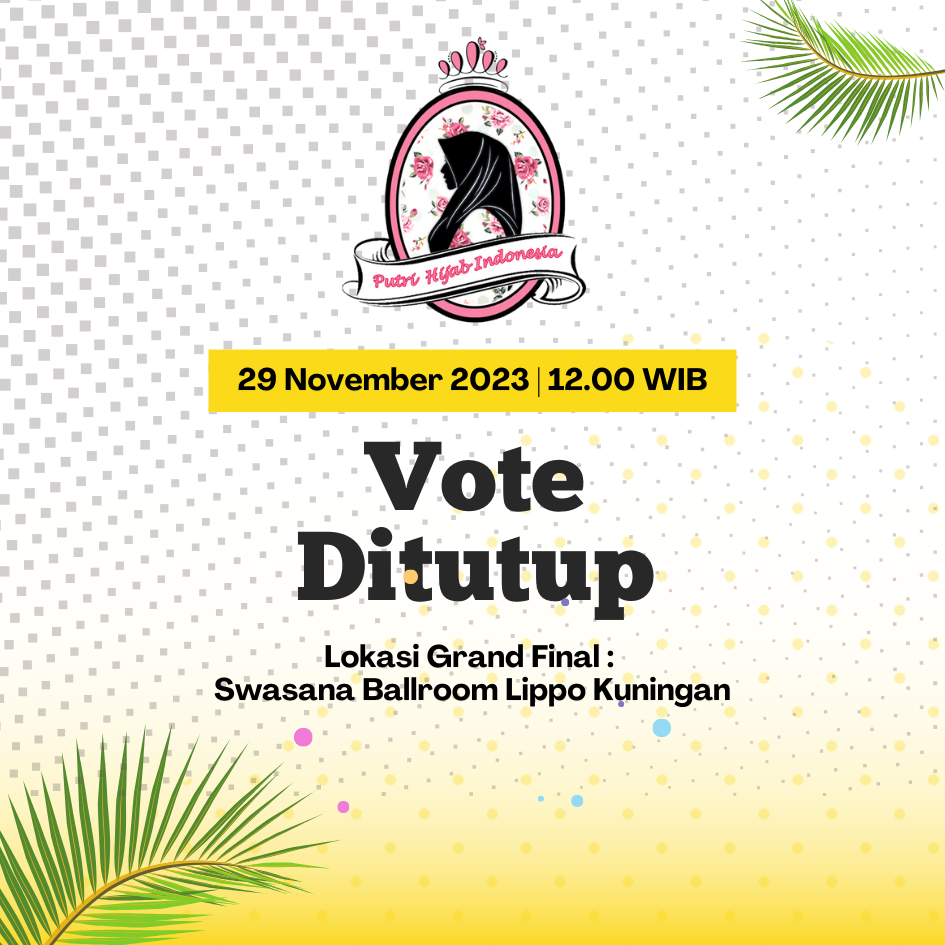 Putri Hijab Indonesia
29 November 2023 | 12.00 WIB
Vote
Ditutup
Lokasi Grand Final :
Swasana Ballroom Lippo Kuningan